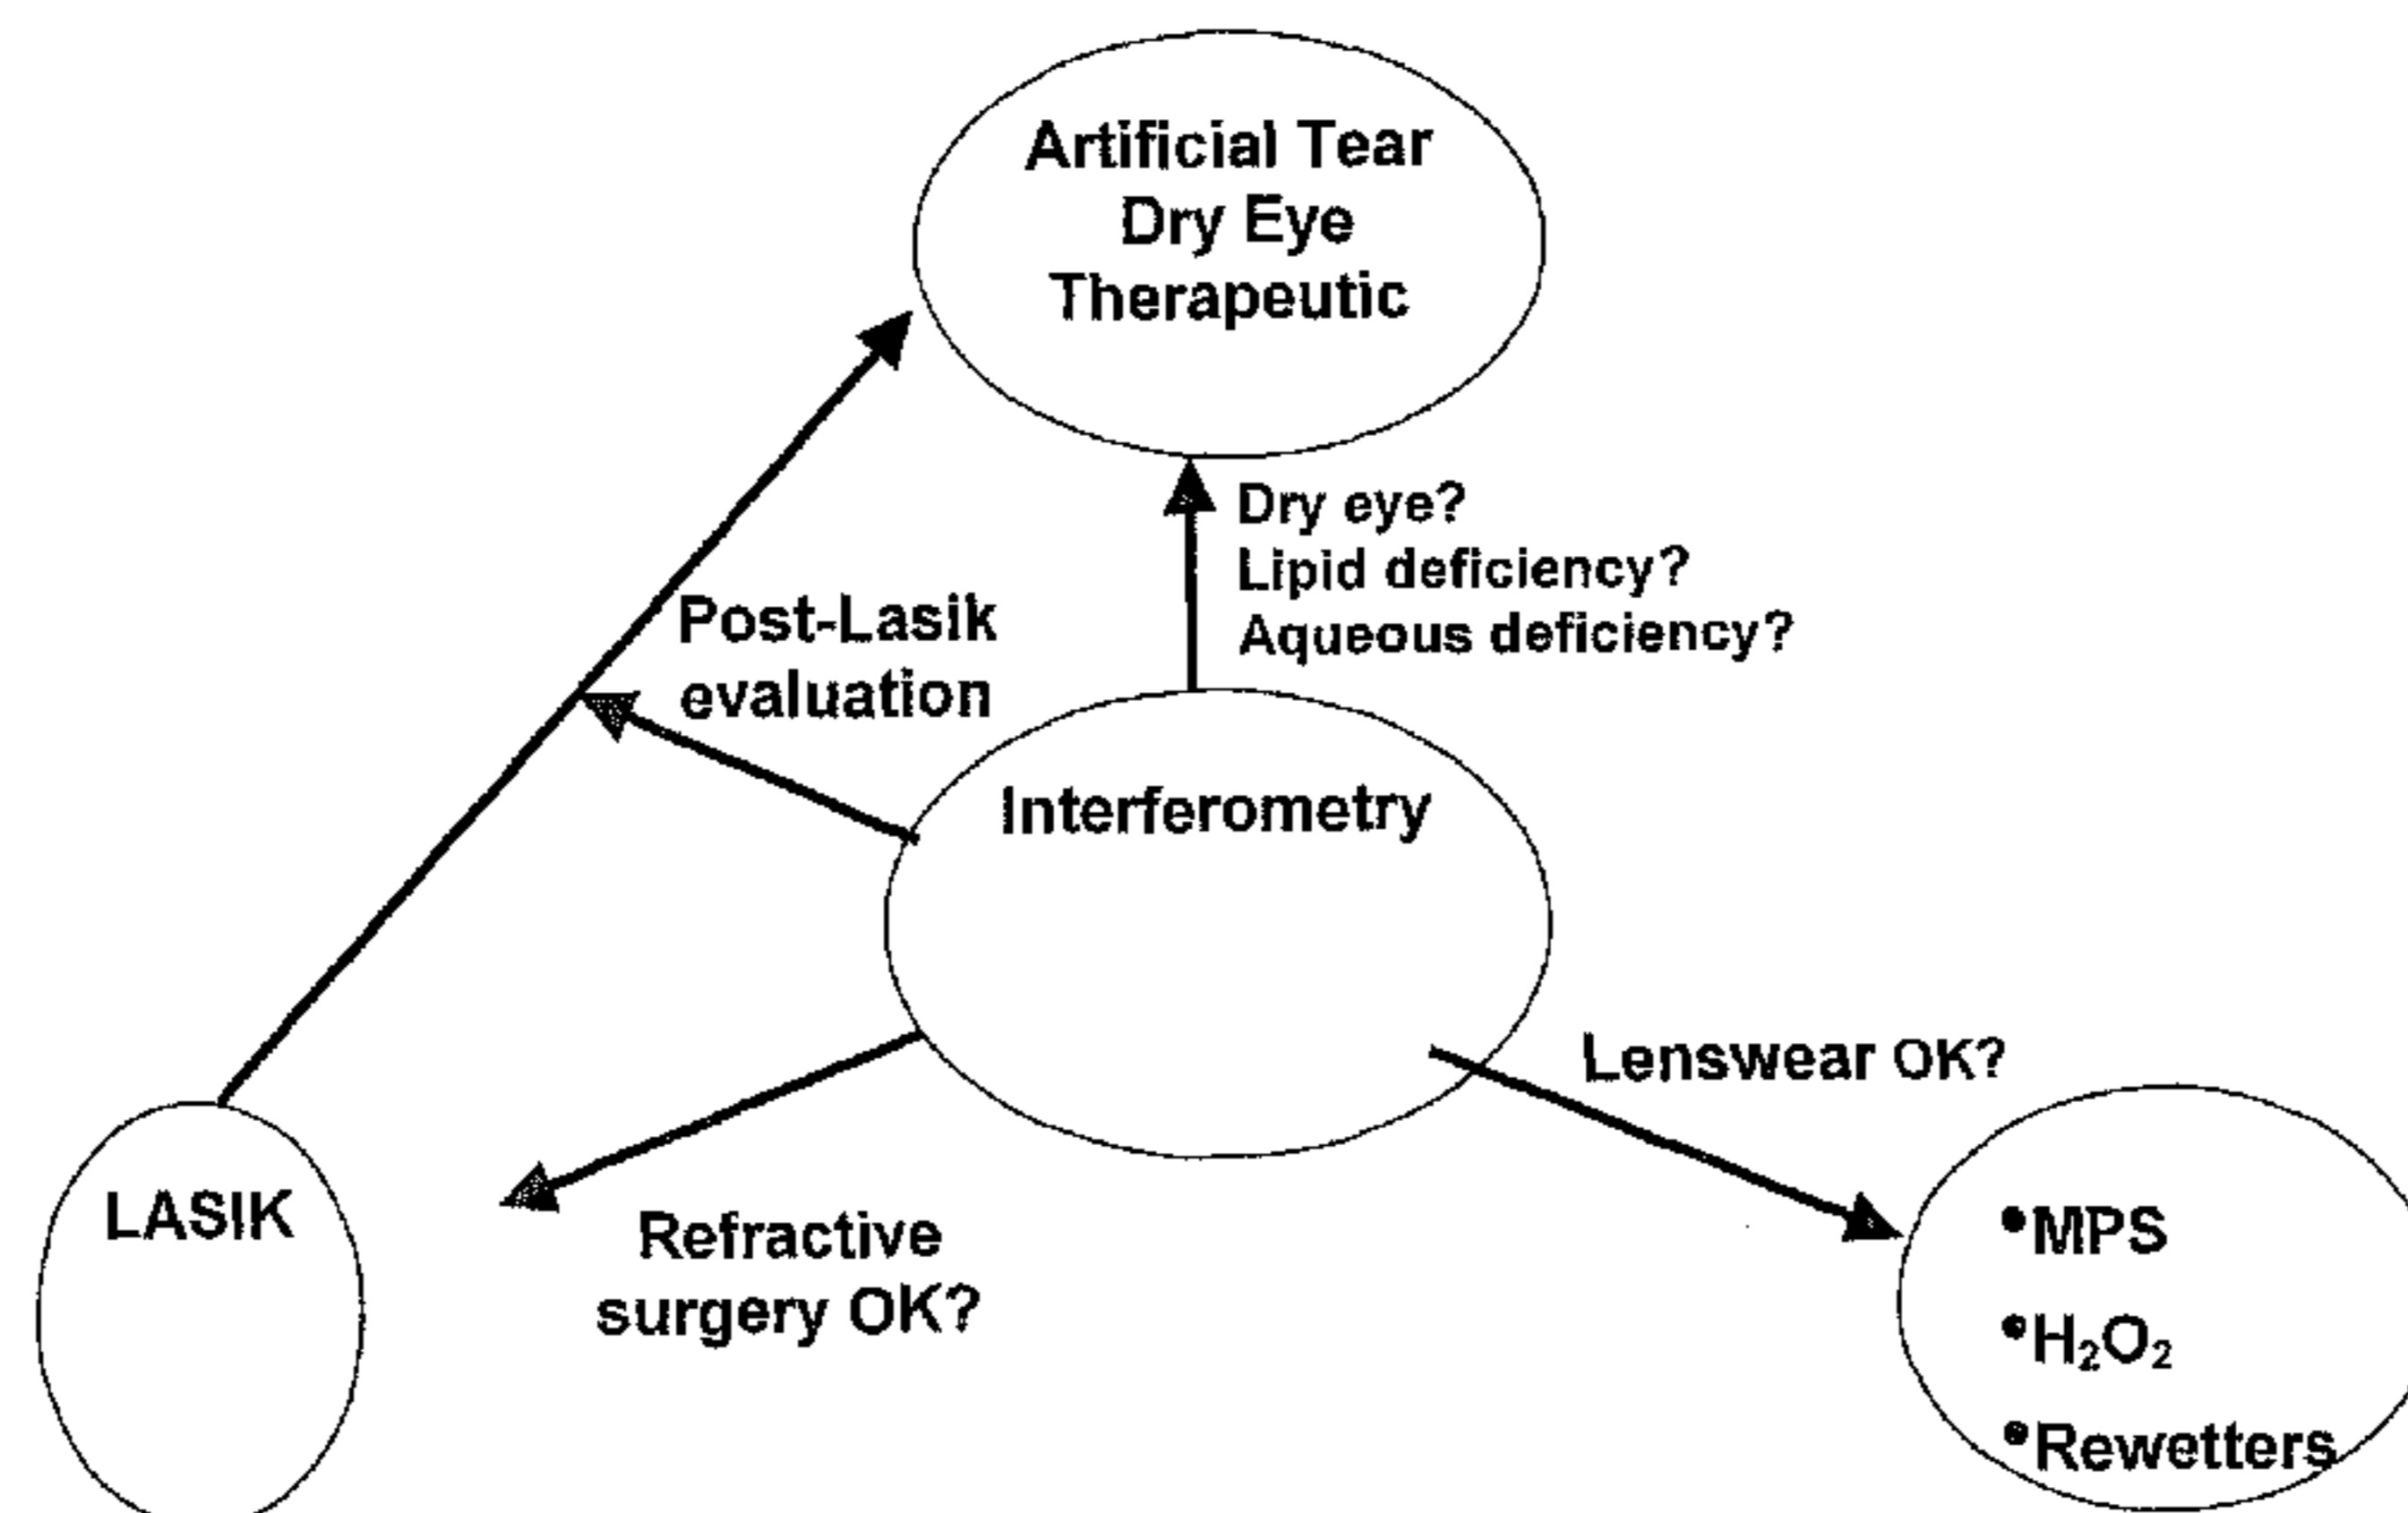 Artificial Tear
Dry Eye
Therapeutic
Dry eye?
Lipid deficiency?
Aqueous deficiency?
Post-Lasik
evaluation
Interferometry
Lenswear OK?
LASIK
Refractive
surgery OK?
•MPS
•H₂O₂
•Rewetters